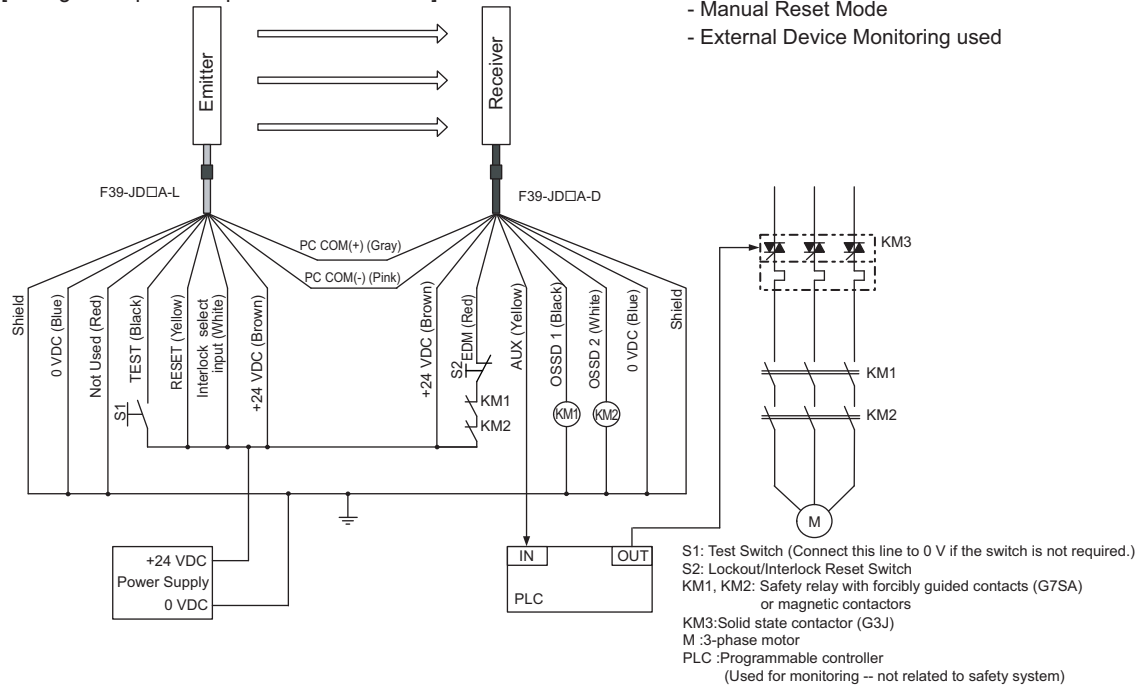 - Manual Reset Mode
- External Device Monitoring used
Emitter
Receiver
F39-JD□A-L
F39-JD□A-D
PC COM(+) (Gray)
PC COM(-) (Pink)
Shield
0 VDC (Blue)
Not Used (Red)
TEST (Black)
RESET (Yellow)
Interlock select
input (White)
+24 VDC (Brown)
+24 VDC (Brown)
EDM (Red)
AUX (Yellow)
OSSD 1 (Black)
OSSD 2 (White)
0 VDC (Blue)
Shield
S1
S2
KM1
KM2
KM1
KM2
KM3
KM1
KM2
M
+24 VDC
Power Supply
0 VDC
IN
OUT
PLC
S1: Test Switch (Connect this line to 0 V if the switch is not required.)
S2: Lockout/Interlock Reset Switch
KM1, KM2: Safety relay with forcibly guided contacts (G7SA)
or magnetic contactors
KM3:Solid state contactor (G3J)
M :3-phase motor
PLC :Programmable controller
(Used for monitoring -- not related to safety system)